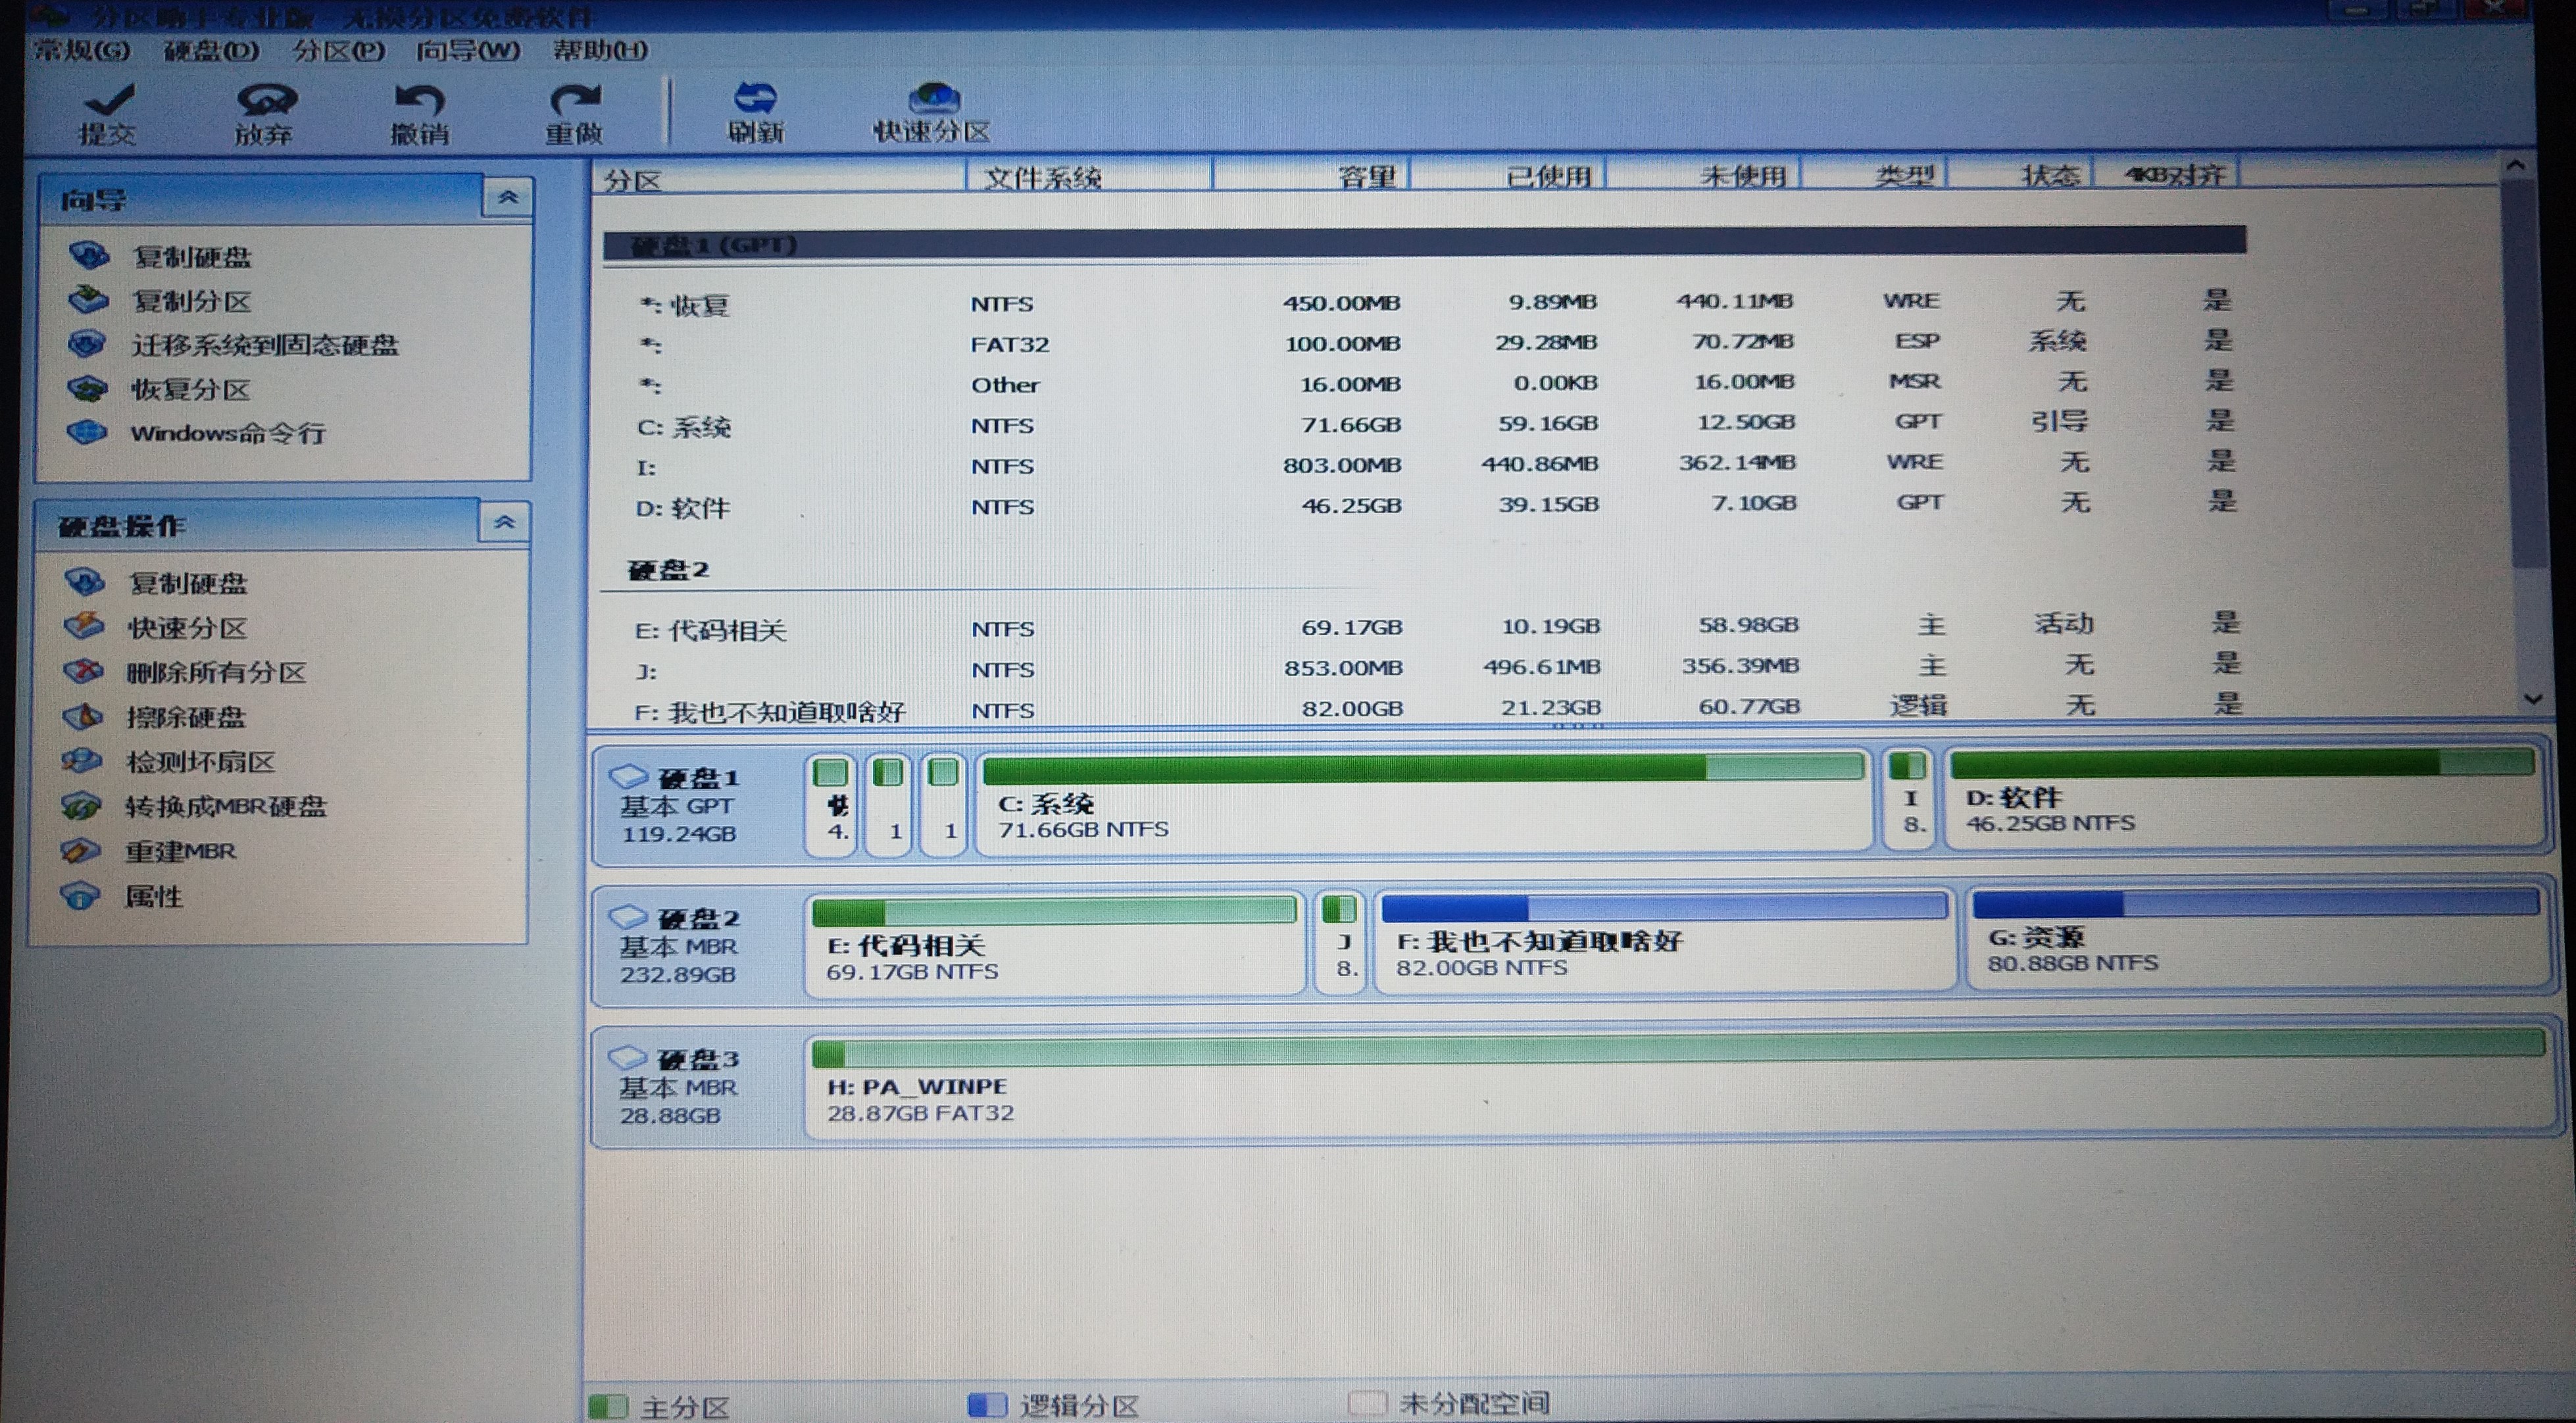 分区助手专业版 - 无损分区免费软件
常规(G) 硬盘(D) 分区(P) 向导(W) 帮助(H)
提交 放弃 撤销 重做 刷新 快速分区
向导
复制硬盘
复制分区
迁移系统到固态硬盘
恢复分区
Windows命令行
硬盘操作
复制硬盘
快速分区
删除所有分区
擦除硬盘
检测坏扇区
转换成MBR硬盘
重建MBR
属性
分区 文件系统 容量 已使用 未使用 类型 状态 4KB对齐
硬盘1 (GPT)
*: 恢复 NTFS 450.00MB 9.89MB 440.11MB WRE 无 是
*: FAT32 100.00MB 29.28MB 70.72MB ESP 系统 是
*: Other 16.00MB 0.00KB 16.00MB MSR 无 是
C: 系统 NTFS 71.66GB 59.16GB 12.50GB GPT 引导 是
I: NTFS 803.00MB 440.86MB 362.14MB WRE 无 是
D: 软件 NTFS 46.25GB 39.15GB 7.10GB GPT 无 是
硬盘2
E: 代码相关 NTFS 69.17GB 10.19GB 58.98GB 主 活动 是
J: NTFS 853.00MB 496.61MB 356.39MB 主 无 是
F: 我也不知道取啥好 NTFS 82.00GB 21.23GB 60.77GB 逻辑 无 是
硬盘1
基本 GPT
119.24GB
4.
1
1
C: 系统
71.66GB NTFS
I
8.
D: 软件
46.25GB NTFS
硬盘2
基本 MBR
232.89GB
E: 代码相关
69.17GB NTFS
J
8.
F: 我也不知道取啥好
82.00GB NTFS
G: 资源
80.88GB NTFS
硬盘3
基本 MBR
28.88GB
H: PA_WINPE
28.87GB FAT32
主分区 逻辑分区 未分配空间